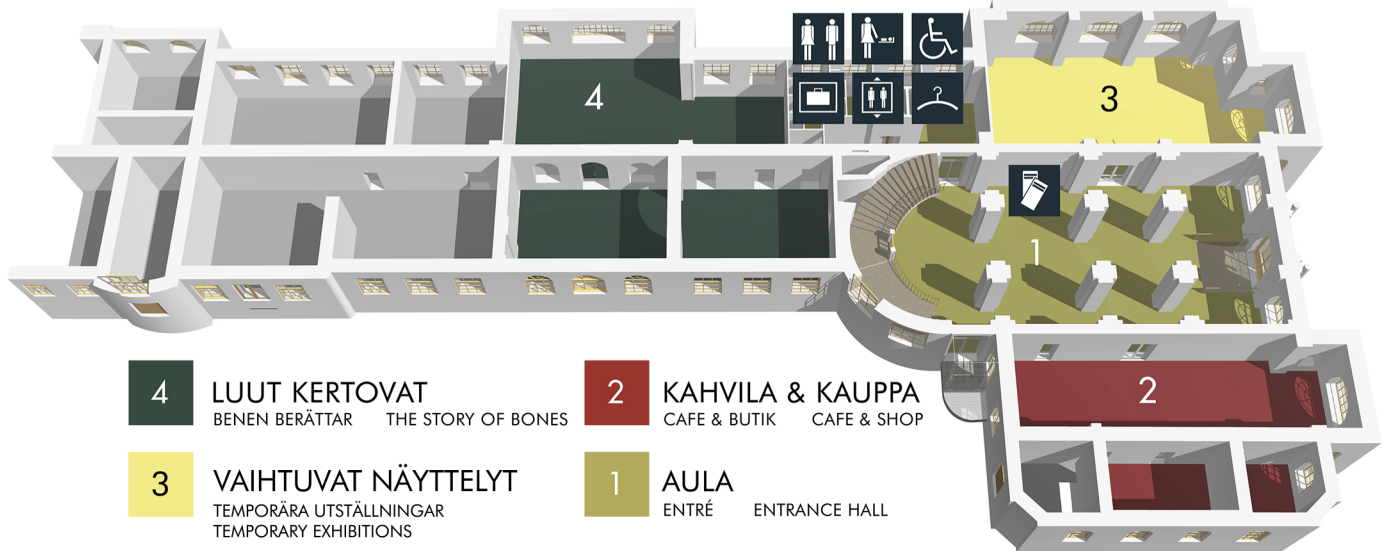 4
3
1
2
4 LUUT KERTOVAT
BENEN BERÄTTAR THE STORY OF BONES
2 KAHVILA & KAUPPA
CAFE & BUTIK CAFE & SHOP
3 VAIHTUVAT NÄYTTELYT
TEMPORÄRA UTSTÄLLNINGAR
TEMPORARY EXHIBITIONS
1 AULA
ENTRÉ ENTRANCE HALL